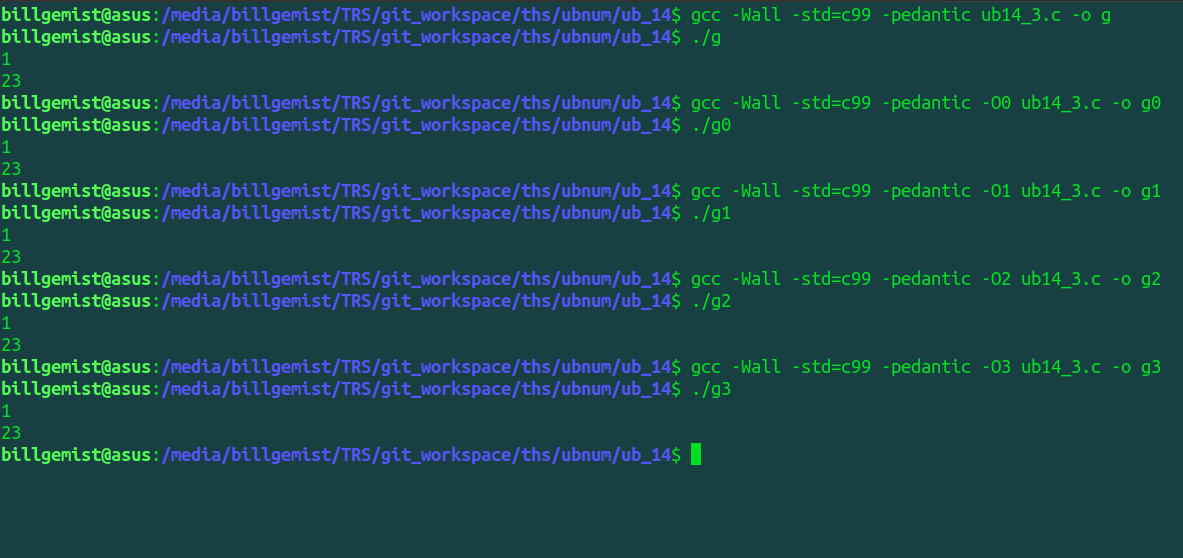 billgemist@asus:/media/billgemist/TRS/git_workspace/ths/ubnum/ub_14$ gcc -Wall -std=c99 -pedantic ub14_3.c -o g
billgemist@asus:/media/billgemist/TRS/git_workspace/ths/ubnum/ub_14$ ./g
1
23
billgemist@asus:/media/billgemist/TRS/git_workspace/ths/ubnum/ub_14$ gcc -Wall -std=c99 -pedantic -O0 ub14_3.c -o g0
billgemist@asus:/media/billgemist/TRS/git_workspace/ths/ubnum/ub_14$ ./g0
1
23
billgemist@asus:/media/billgemist/TRS/git_workspace/ths/ubnum/ub_14$ gcc -Wall -std=c99 -pedantic -O1 ub14_3.c -o g1
billgemist@asus:/media/billgemist/TRS/git_workspace/ths/ubnum/ub_14$ ./g1
1
23
billgemist@asus:/media/billgemist/TRS/git_workspace/ths/ubnum/ub_14$ gcc -Wall -std=c99 -pedantic -O2 ub14_3.c -o g2
billgemist@asus:/media/billgemist/TRS/git_workspace/ths/ubnum/ub_14$ ./g2
1
23
billgemist@asus:/media/billgemist/TRS/git_workspace/ths/ubnum/ub_14$ gcc -Wall -std=c99 -pedantic -O3 ub14_3.c -o g3
billgemist@asus:/media/billgemist/TRS/git_workspace/ths/ubnum/ub_14$ ./g3
1
23
billgemist@asus:/media/billgemist/TRS/git_workspace/ths/ubnum/ub_14$